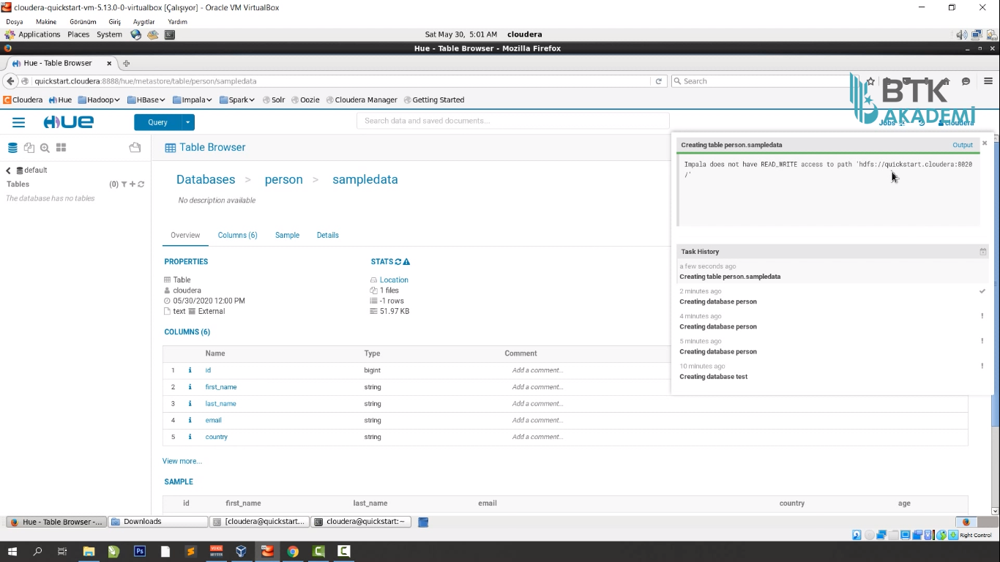 cloudera-quickstart-vm-5.13.0-0-virtualbox [Çalışıyor] - Oracle VM VirtualBox
Dosya Makine Görünüm Giriş Aygıtlar Yardım
Applications Places System Sat May 30, 5:01 AM cloudera
Hue - Table Browser - Mozilla Firefox
Hue - Table Browser
quickstart.cloudera:8888/hue/metastore/table/person/sampledata Search
Cloudera Hue Hadoop HBase Impala Spark Solr Oozie Cloudera Manager Getting Started
BTK
AKADEMİ
HUE Query Search data and saved documents... Jobs cloudera
Table Browser
default
Tables (0)
The database has no tables
Databases > person > sampledata
No description available
Overview Columns (6) Sample Details
PROPERTIES STATS
Table Location
cloudera 1 files
05/30/2020 12:00 PM -1 rows
text External 51.97 KB
COLUMNS (6)
Name Type Comment
1 i id bigint Add a comment...
2 i first_name string Add a comment...
3 i last_name string Add a comment...
4 i email string Add a comment...
5 i country string Add a comment...
View more...
SAMPLE
id first_name last_name email country age
Creating table person.sampledata Output
Impala does not have READ_WRITE access to path 'hdfs://quickstart.cloudera:8020
/'
Task History
a few seconds ago
Creating table person.sampledata
2 minutes ago
Creating database person
4 minutes ago !
Creating database person
5 minutes ago !
Creating database person
10 minutes ago !
Creating database test
Hue - Table Browser -... Downloads [cloudera@quickstart... cloudera@quickstart:~
Right Control
Ps VOICE MEETER